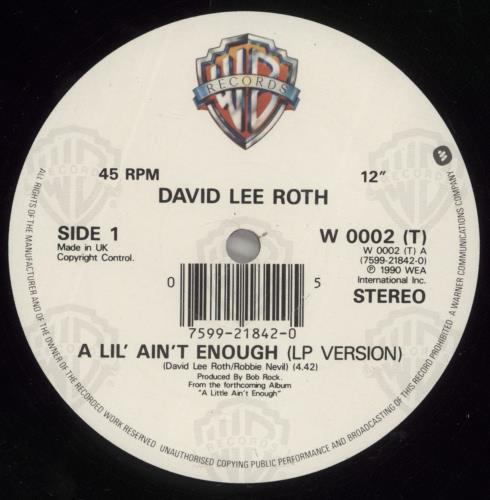 WB
RECORDS
45 RPM
12"
DAVID LEE ROTH
SIDE 1
Made in UK
Copyright Control.
W 0002 (T)
W 0002 (T) A
(7599-21842-0)
℗ 1990 WEA
International Inc.
STEREO
0 5
7599-21842-0
A LIL' AIN'T ENOUGH (LP VERSION)
(David Lee Roth/Robbie Nevil) (4.42)
Produced By Bob Rock.
From the forthcoming Album
"A Little Ain't Enough"
ALL RIGHTS OF THE MANUFACTURER AND OF THE OWNER OF THE RECORDED WORK RESERVED UNAUTHORISED COPYING PUBLIC PERFORMANCE AND BROADCASTING OF THIS RECORD PROHIBITED A WARNER COMMUNICATIONS COMPANY